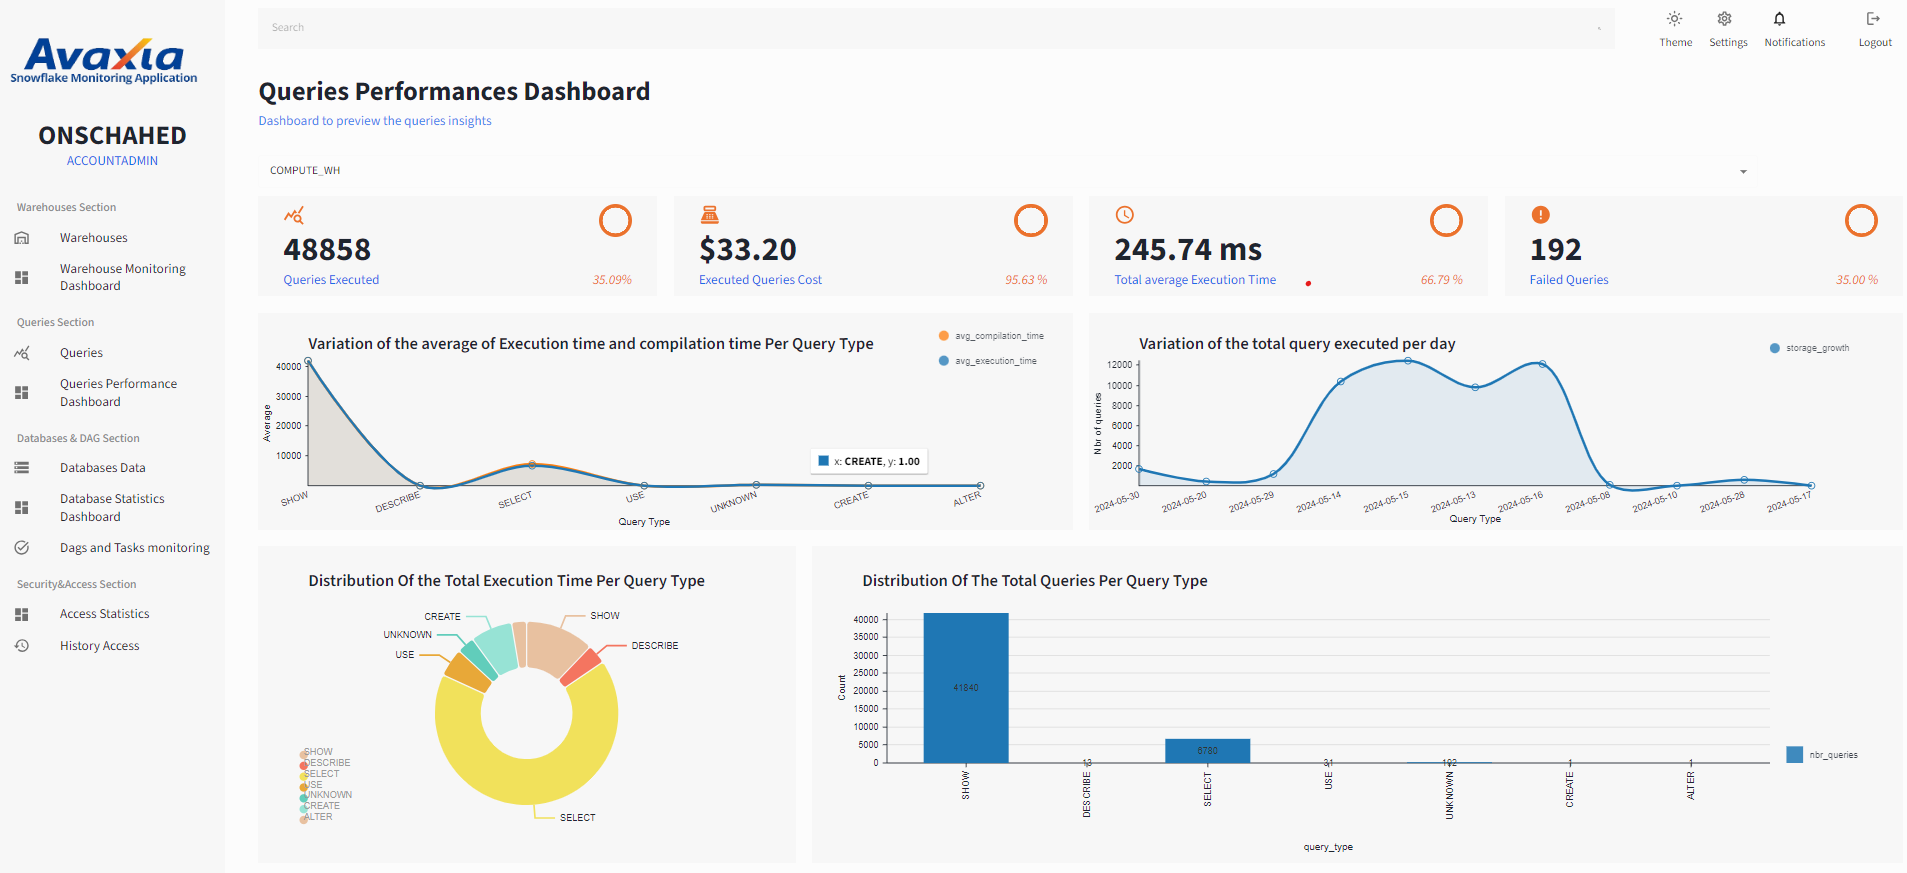 Avaxia
Snowflake Monitoring Application
ONSCHAHED
ACCOUNTADMIN
Warehouses Section
Warehouses
Warehouse Monitoring
Dashboard
Queries Section
Queries
Queries Performance
Dashboard
Databases & DAG Section
Databases Data
Database Statistics
Dashboard
Dags and Tasks monitoring
Security&Access Section
Access Statistics
History Access
Search
Theme
Settings
Notifications
Logout
Queries Performances Dashboard
Dashboard to preview the queries insights
COMPUTE_WH
48858
Queries Executed
35.09%
$33.20
Executed Queries Cost
95.63 %
245.74 ms
Total average Execution Time
66.79 %
192
Failed Queries
35.00 %
Variation of the average of Execution time and compilation time Per Query Type
avg_compilation_time
avg_execution_time
Average
40000
30000
20000
10000
x: CREATE, y: 1.00
SHOW
DESCRIBE
SELECT
USE
UNKNOWN
CREATE
ALTER
Query Type
Variation of the total query executed per day
storage_growth
Nbr of queries
12000
10000
8000
6000
4000
2000
2024-05-30
2024-05-20
2024-05-29
2024-05-14
2024-05-15
2024-05-13
2024-05-16
2024-05-08
2024-05-10
2024-05-28
2024-05-17
Query Type
Distribution Of the Total Execution Time Per Query Type
CREATE
SHOW
UNKNOWN
DESCRIBE
USE
SELECT
SHOW
DESCRIBE
SELECT
USE
UNKNOWN
CREATE
ALTER
Distribution Of The Total Queries Per Query Type
Count
40000
35000
30000
25000
20000
15000
10000
5000
0
41840
13
6780
31
192
1
1
SHOW
DESCRIBE
SELECT
USE
UNKNOWN
CREATE
ALTER
query_type
nbr_queries